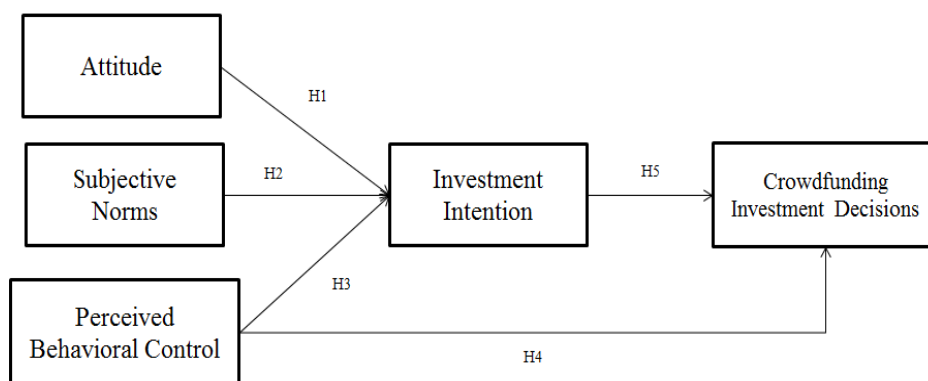 Attitude
H1
Subjective
Norms
H2
Investment
Intention
H5
Crowdfunding
Investment Decisions
H3
Perceived
Behavioral Control
H4